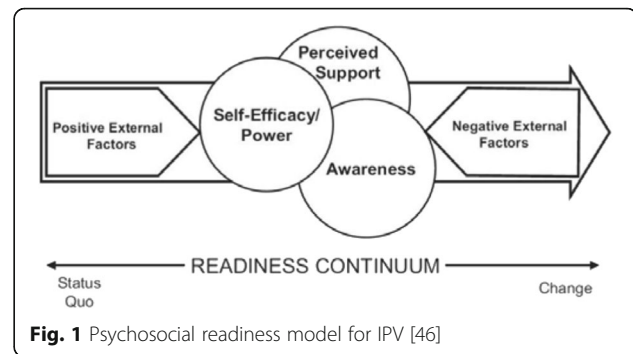 Perceived
Support
Self-Efficacy/
Power
Positive External
Factors
Negative External
Factors
Awareness
READINESS CONTINUUM
Status
Quo
Change
Fig. 1 Psychosocial readiness model for IPV [46]